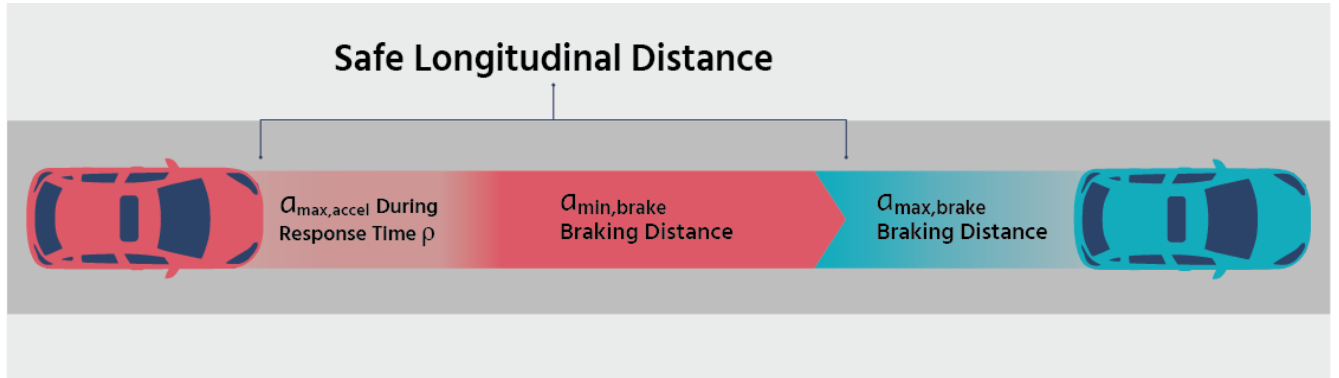 Safe Longitudinal Distance
amax,accel During
Response Time ρ
amin,brake
Braking Distance
amax,brake
Braking Distance